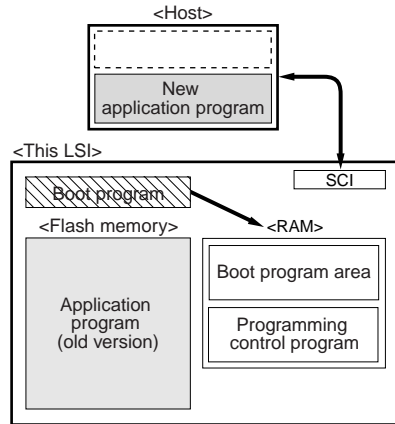 <Host>
New
application program
<This LSI>
SCI
Boot program
<Flash memory>
<RAM>
Application
program
(old version)
Boot program area
Programming
control program